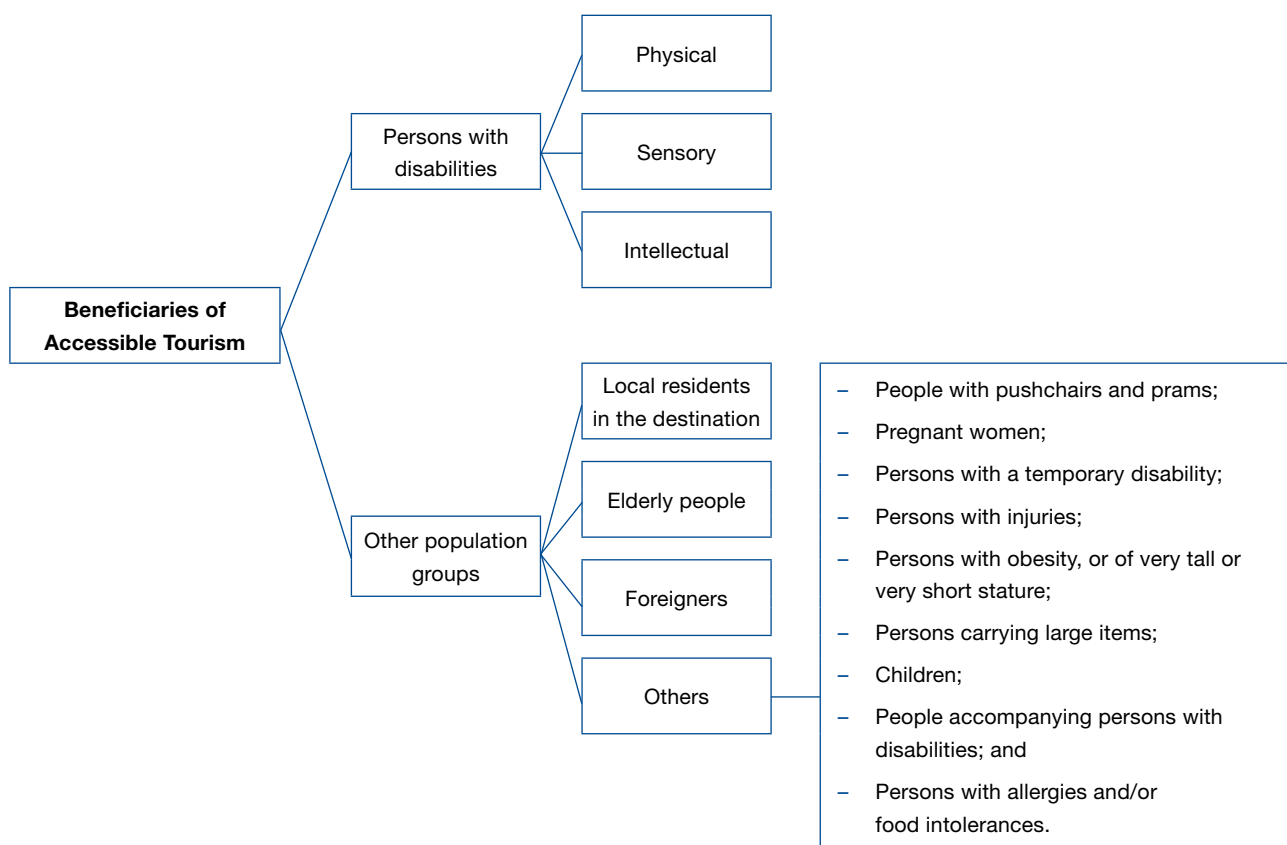 Beneficiaries of
Accessible Tourism
Persons with
disabilities
Physical
Sensory
Intellectual
Other population
groups
Local residents
in the destination
Elderly people
Foreigners
Others
– People with pushchairs and prams;
– Pregnant women;
– Persons with a temporary disability;
– Persons with injuries;
– Persons with obesity, or of very tall or
very short stature;
– Persons carrying large items;
– Children;
– People accompanying persons with
disabilities; and
– Persons with allergies and/or
food intolerances.